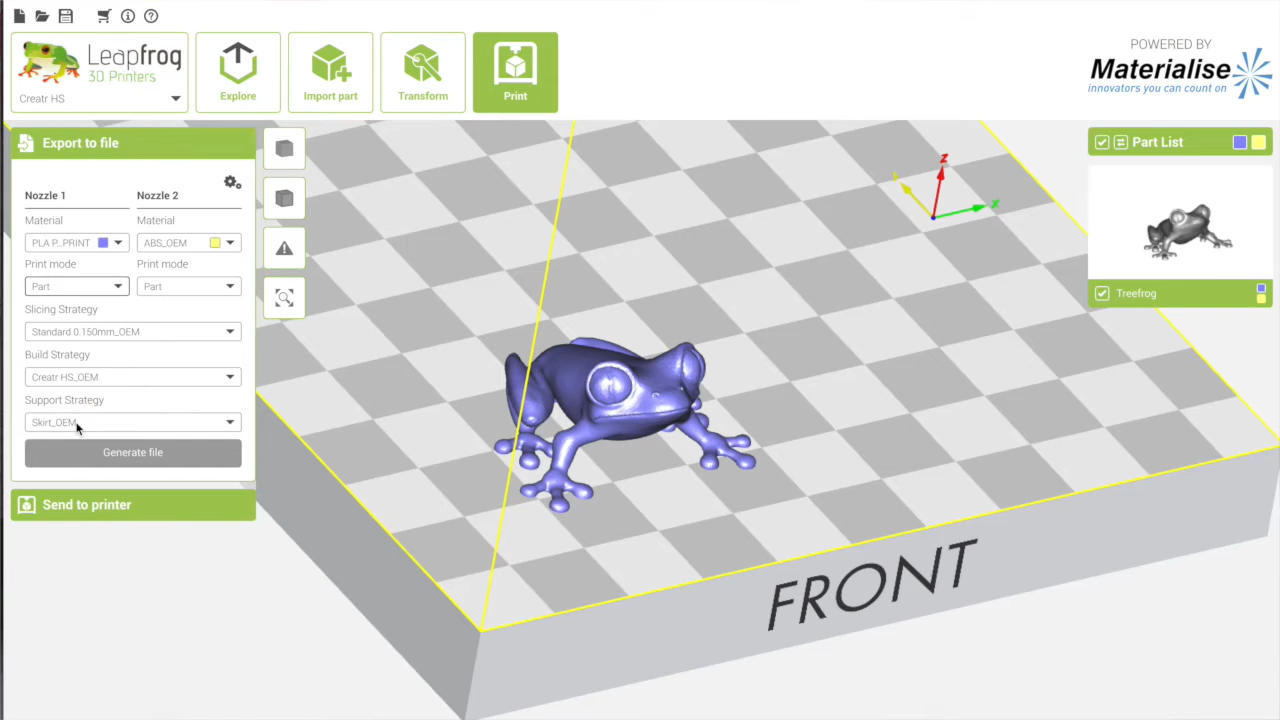 Leapfrog
3D Printers
Creatr HS
Explore
Import part
Transform
Print
POWERED BY
Materialise
innovators you can count on
Export to file
Nozzle 1
Nozzle 2
Material
Material
PLA P_PRINT
ABS_OEM
Print mode
Print mode
Part
Part
Slicing Strategy
Standard 0.150mm_OEM
Build Strategy
Creatr HS_OEM
Support Strategy
Skirt_OEM
Generate file
Send to printer
Part List
Treefrog
Z
X
FRONT